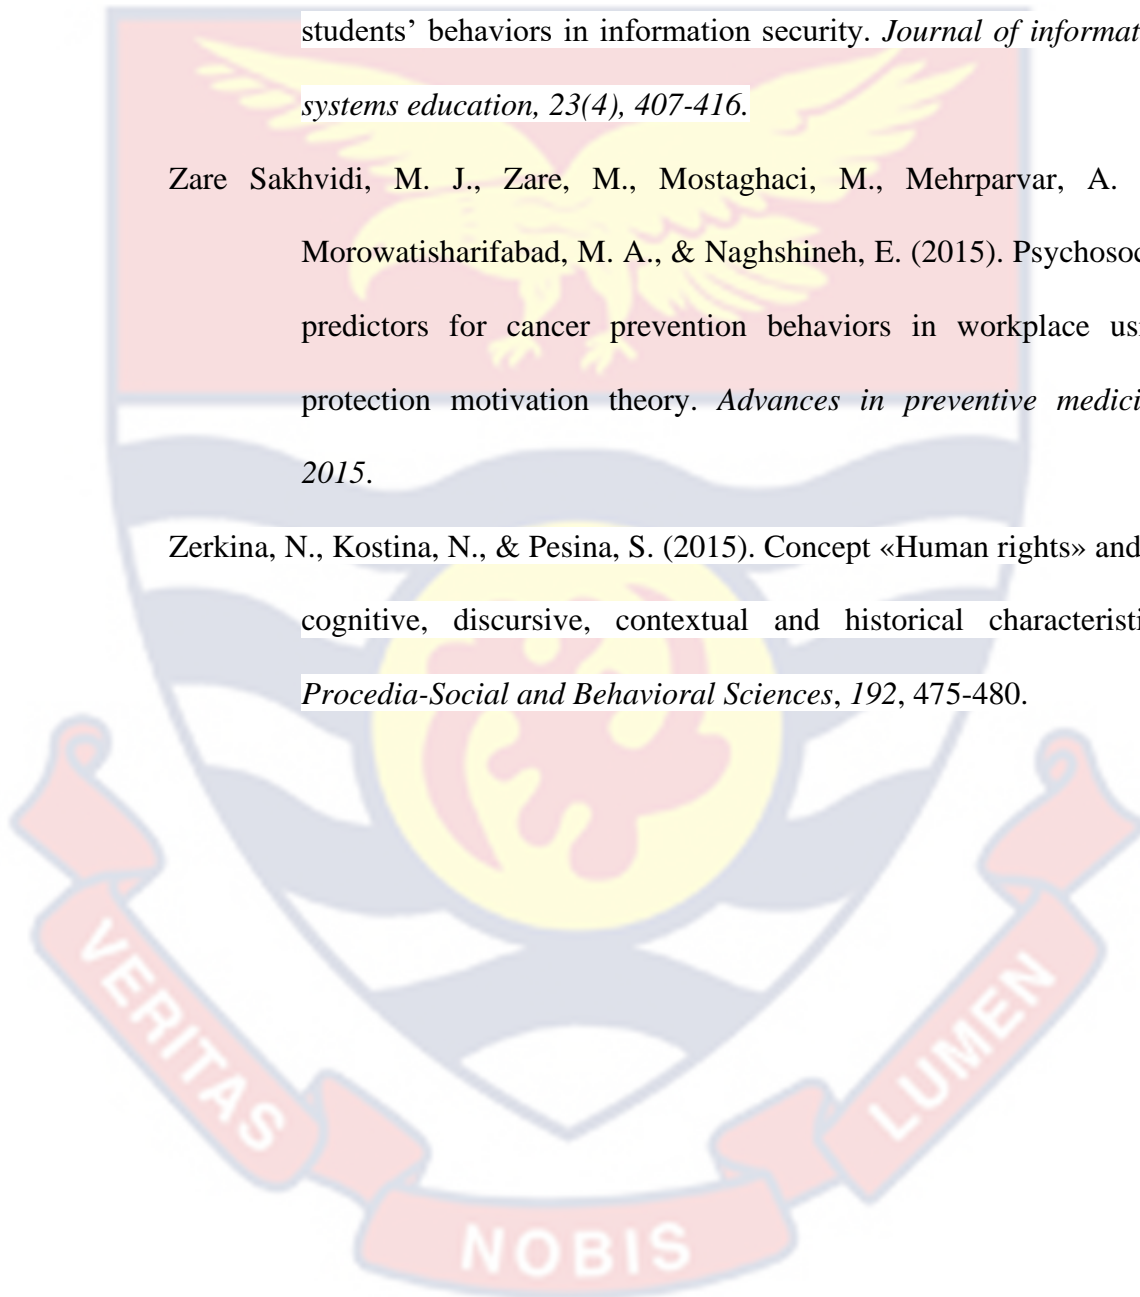 students’ behaviors in information security. Journal of informat
systems education, 23(4), 407-416.
Zare Sakhvidi, M. J., Zare, M., Mostaghaci, M., Mehrparvar, A.
Morowatisharifabad, M. A., & Naghshineh, E. (2015). Psychosoc
predictors for cancer prevention behaviors in workplace us
protection motivation theory. Advances in preventive medici
2015.
Zerkina, N., Kostina, N., & Pesina, S. (2015). Concept «Human rights» and
cognitive, discursive, contextual and historical characteristi
Procedia-Social and Behavioral Sciences, 192, 475-480.
VERITAS
NOBIS
LUMEN